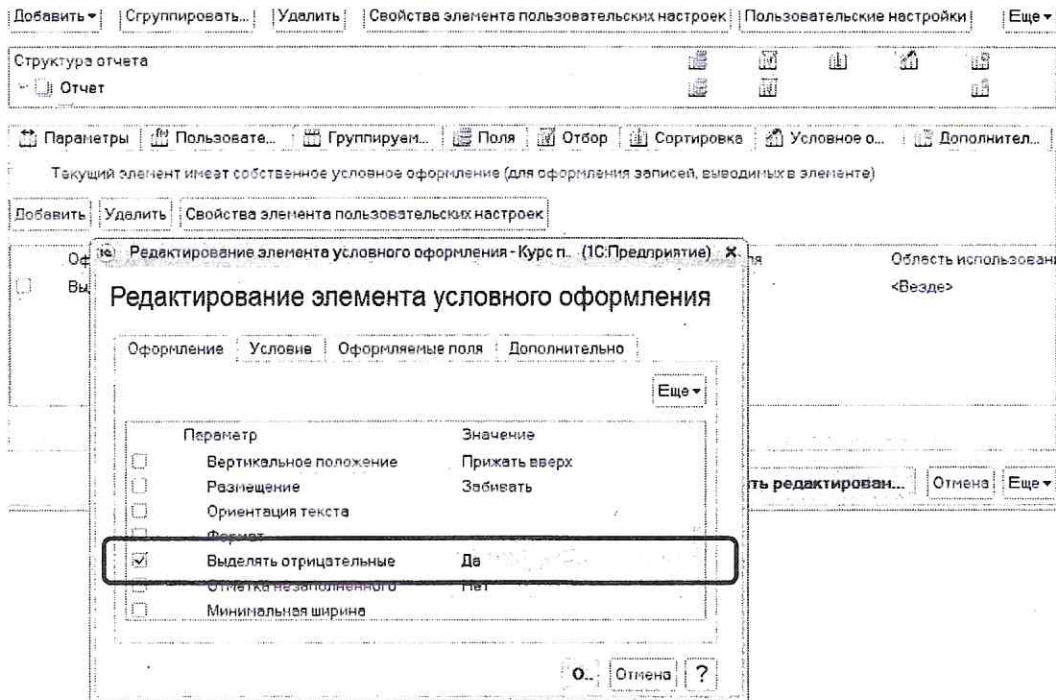 Добавить Сгруппировать... Удалить Свойства элемента пользовательских настроек Пользовательские настройки Еще
Структура отчета
Отчет
Параметры Пользовате... Группируем... Поля Отбор Сортировка Условное о... Дополнител...
Текущий элемент имеет собственное условное оформление (для оформления записей, выводимых в элементе)
Добавить Удалить Свойства элемента пользовательских настроек
Редактирование элемента условного оформления - Курс п.. (1С:Предприятие) X
Оф ля Область использовани
Вы <Везде>
Редактирование элемента условного оформления
Оформление Условие Оформляемые поля Дополнительно
Еще
Параметр Значение
Вертикальное положение Прижать вверх
Размещение Забивать
Ориентация текста
Формат
Выделять отрицательные Да
Отметка незаполненного Нет
Минимальная ширина
ть редактирован... Отмена Еще
О... Отмена ?